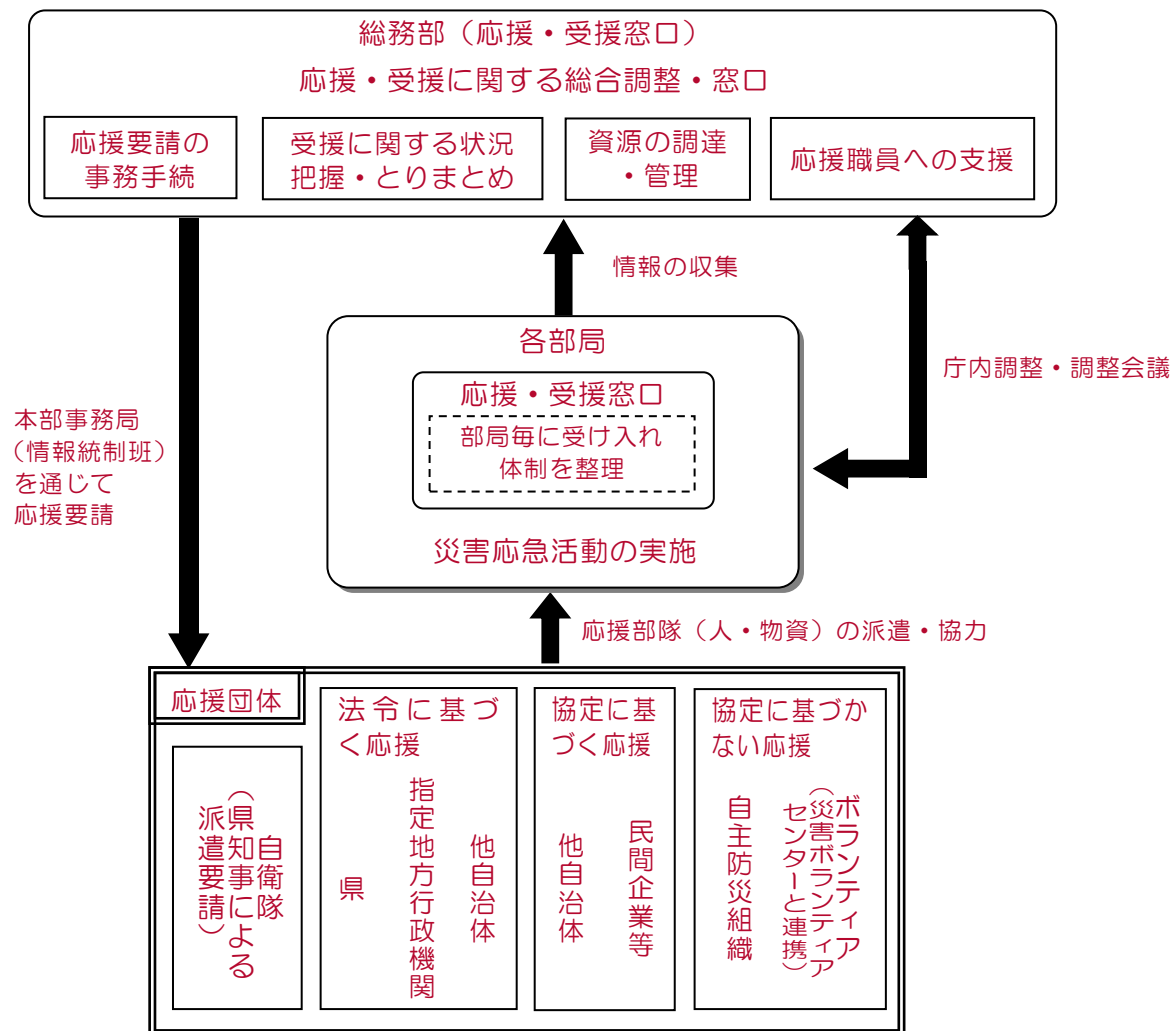 総務部（応援・受援窓口）
応援・受援に関する総合調整・窓口
応援要請の
事務手続
受援に関する状況
把握・とりまとめ
資源の調達
・管理
応援職員への支援
情報の収集
各部局
応援・受援窓口
部局毎に受け入れ
体制を整理
災害応急活動の実施
庁内調整・調整会議
本部事務局
（情報統制班）
を通じて
応援要請
応援部隊（人・物資）の派遣・協力
応援団体
自衛隊
（県知事による
派遣要請）
法令に基づ
く応援
県
指定地方行政機関
他自治体
協定に基
づく応援
他自治体
民間企業等
協定に基づか
ない応援
自主防災組織
ボランティア
（災害ボランティア
センターと連携）